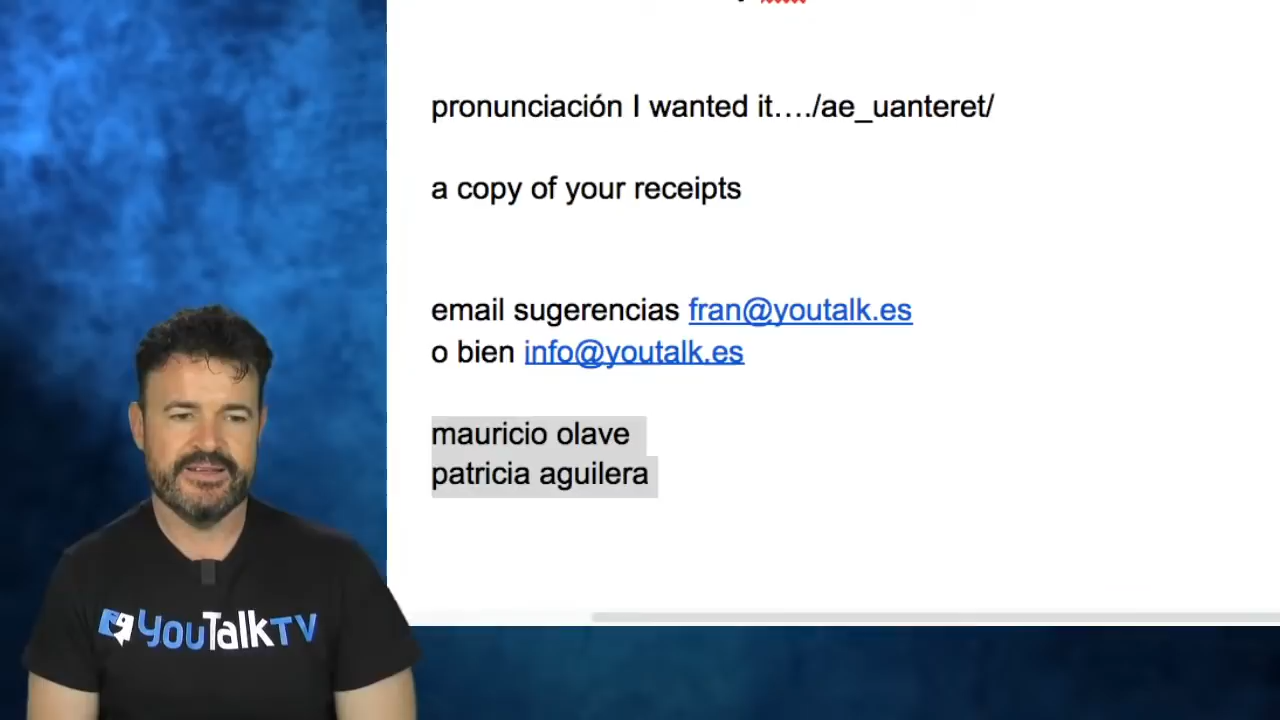 pronunciación I wanted it…./ae_uanteret/
a copy of your receipts
email sugerencias fran@youtalk.es
o bien info@youtalk.es
mauricio olave
patricia aguilera
YouTalkTV